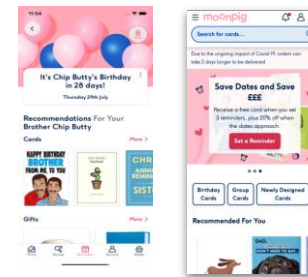 11:54
It's Chip Butty's Birthday
in 28 days!
Thursday 29th July
Recommendations For Your
Brother Chip Butty
Cards
More >
HAPPY BIRTHDAY
BROTHER
FROM ME, TO YOU
CHR
ANNI
SIST
Gifts
More >
moonpig
Search for cards...
Due to the ongoing impact of Covid-19, orders can
take 2 days longer to be delivered
Save Dates and Save
£££
Receive a free card when you set
3 reminders, plus 20% off when
the dates approach.
Set a Reminder
Birthday
Cards
Group
Cards
Newly Designed
Cards
Recommended For You
DAD,